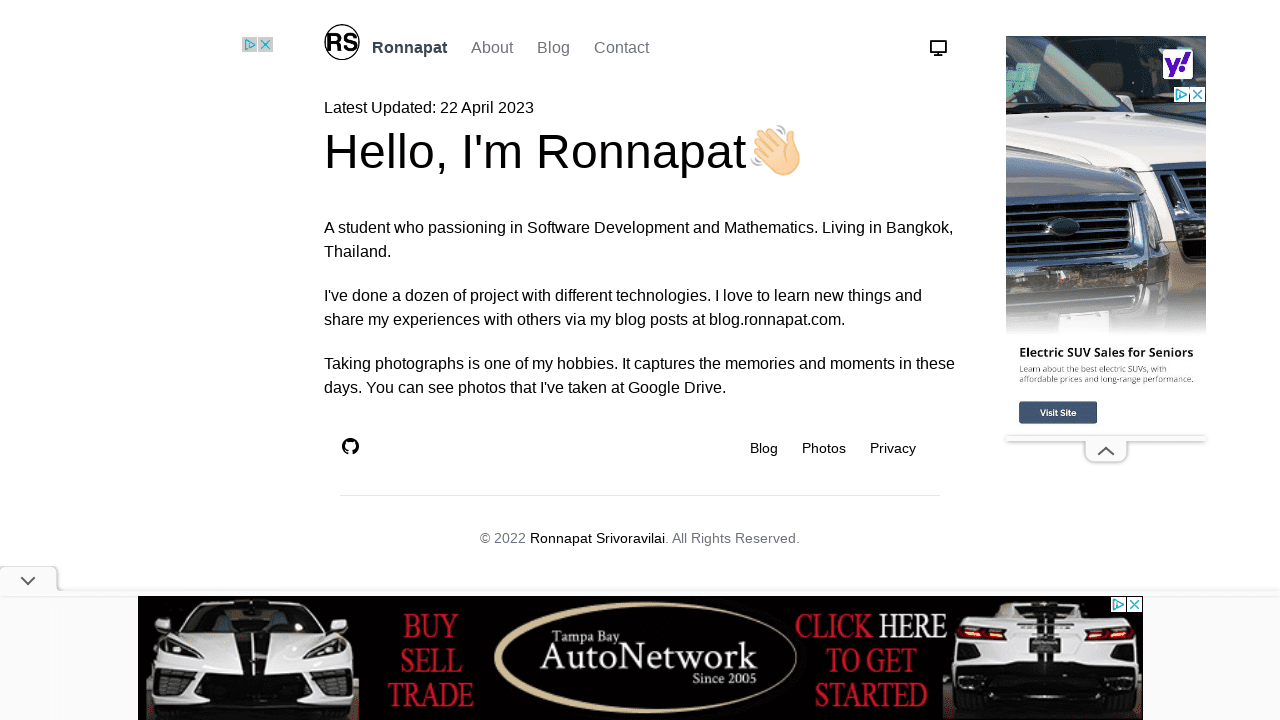 RS Ronnapat About Blog Contact
Latest Updated: 22 April 2023
Hello, I'm Ronnapat👋
A student who passioning in Software Development and Mathematics. Living in Bangkok,
Thailand.
I've done a dozen of project with different technologies. I love to learn new things and
share my experiences with others via my blog posts at blog.ronnapat.com.
Taking photographs is one of my hobbies. It captures the memories and moments in these
days. You can see photos that I've taken at Google Drive.
Blog Photos Privacy
© 2022 Ronnapat Srivoravilai. All Rights Reserved.
y!
Electric SUV Sales for Seniors
Learn about the best electric SUVs, with
affordable prices and long-range performance.
Visit Site
BUY
SELL
TRADE
Tampa Bay
AutoNetwork
Since 2005
CLICK HERE
TO GET
STARTED